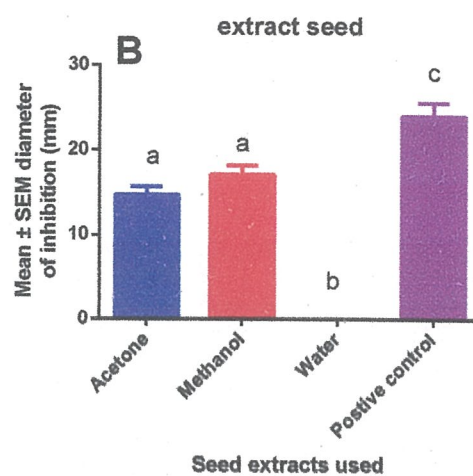 B
extract seed
Mean ± SEM diameter
of inhibition (mm)
30
20
10
0
a
a
b
c
Acetone
Methanol
Water
Postive control
Seed extracts used